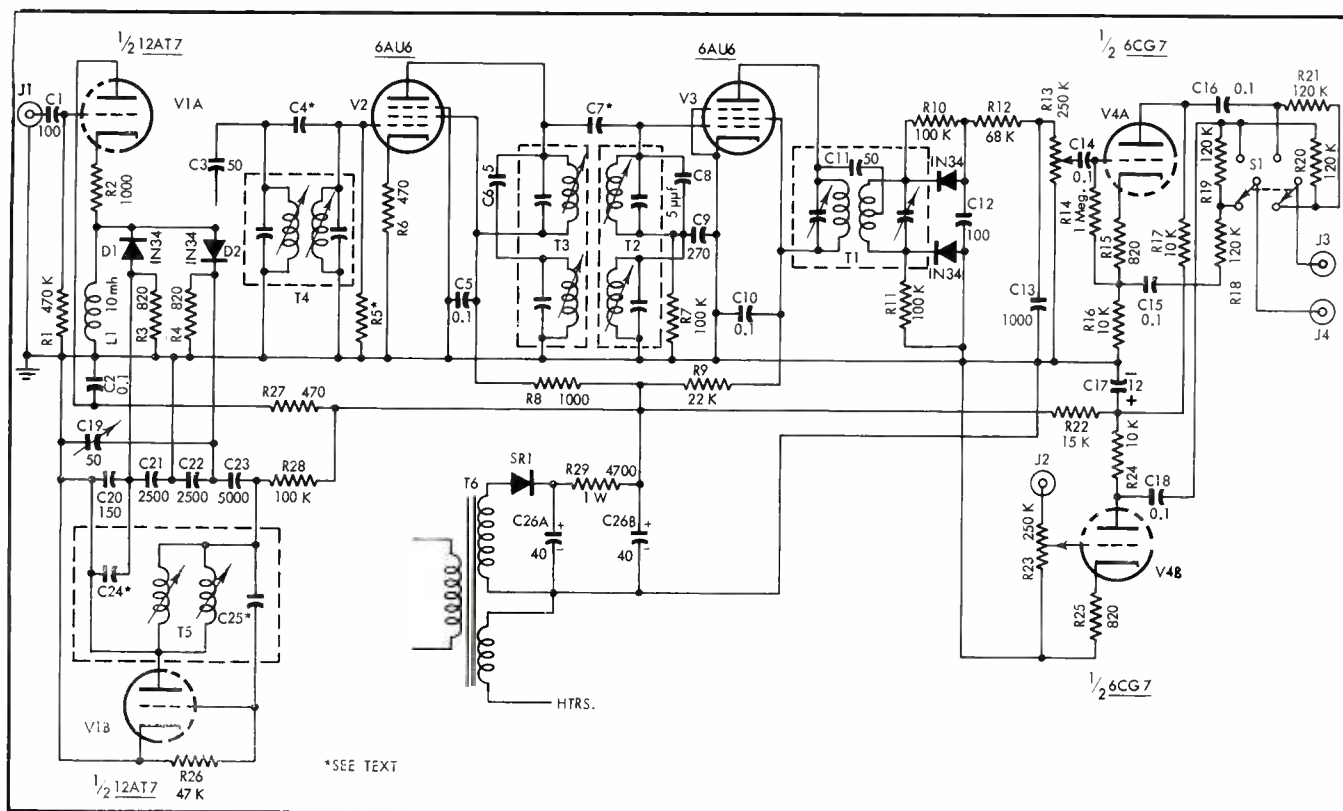 1/2 12AT7
6AU6
6AU6
1/2 6CG7
J1
C1
100
V1A
R2
1000
C3
50
C4*
V2
R6
470
C7*
V3
C6
5
C8
5 µµf
T3
T2
C9
270
C11
50
T1
R10
100 K
R12
68 K
R13
250 K
IN34
IN34
C12
100
C14
0.1
V4A
C16
0.1
R21
120 K
R19
120 K
S1
R20
120 K
J3
J4
R14
1 Meg.
R15
820
R17
10 K
120 K
R18
C15
0.1
R16
10 K
R1
470 K
L1
10 mh
D1
IN34
R3
820
R4
820
IN34
D2
T4
R5*
C5
0.1
R7
100 K
C10
0.1
R11
100 K
C13
1000
C2
0.1
R27
470
R8
1000
R9
22 K
C17
12
−
+
R22
15 K
10 K
R24
C19
50
C20
150
C21
2500
C22
2500
C23
5000
R28
100 K
T6
SR1
R29
4700
1 W
C26A
40
+
−
C26B
40
+
−
J2
C18
0.1
250 K
R23
V4B
R25
820
C24*
T5
C25*
V1B
R26
47 K
1/2 12AT7
HTRS.
*SEE TEXT
1/2 6CG7